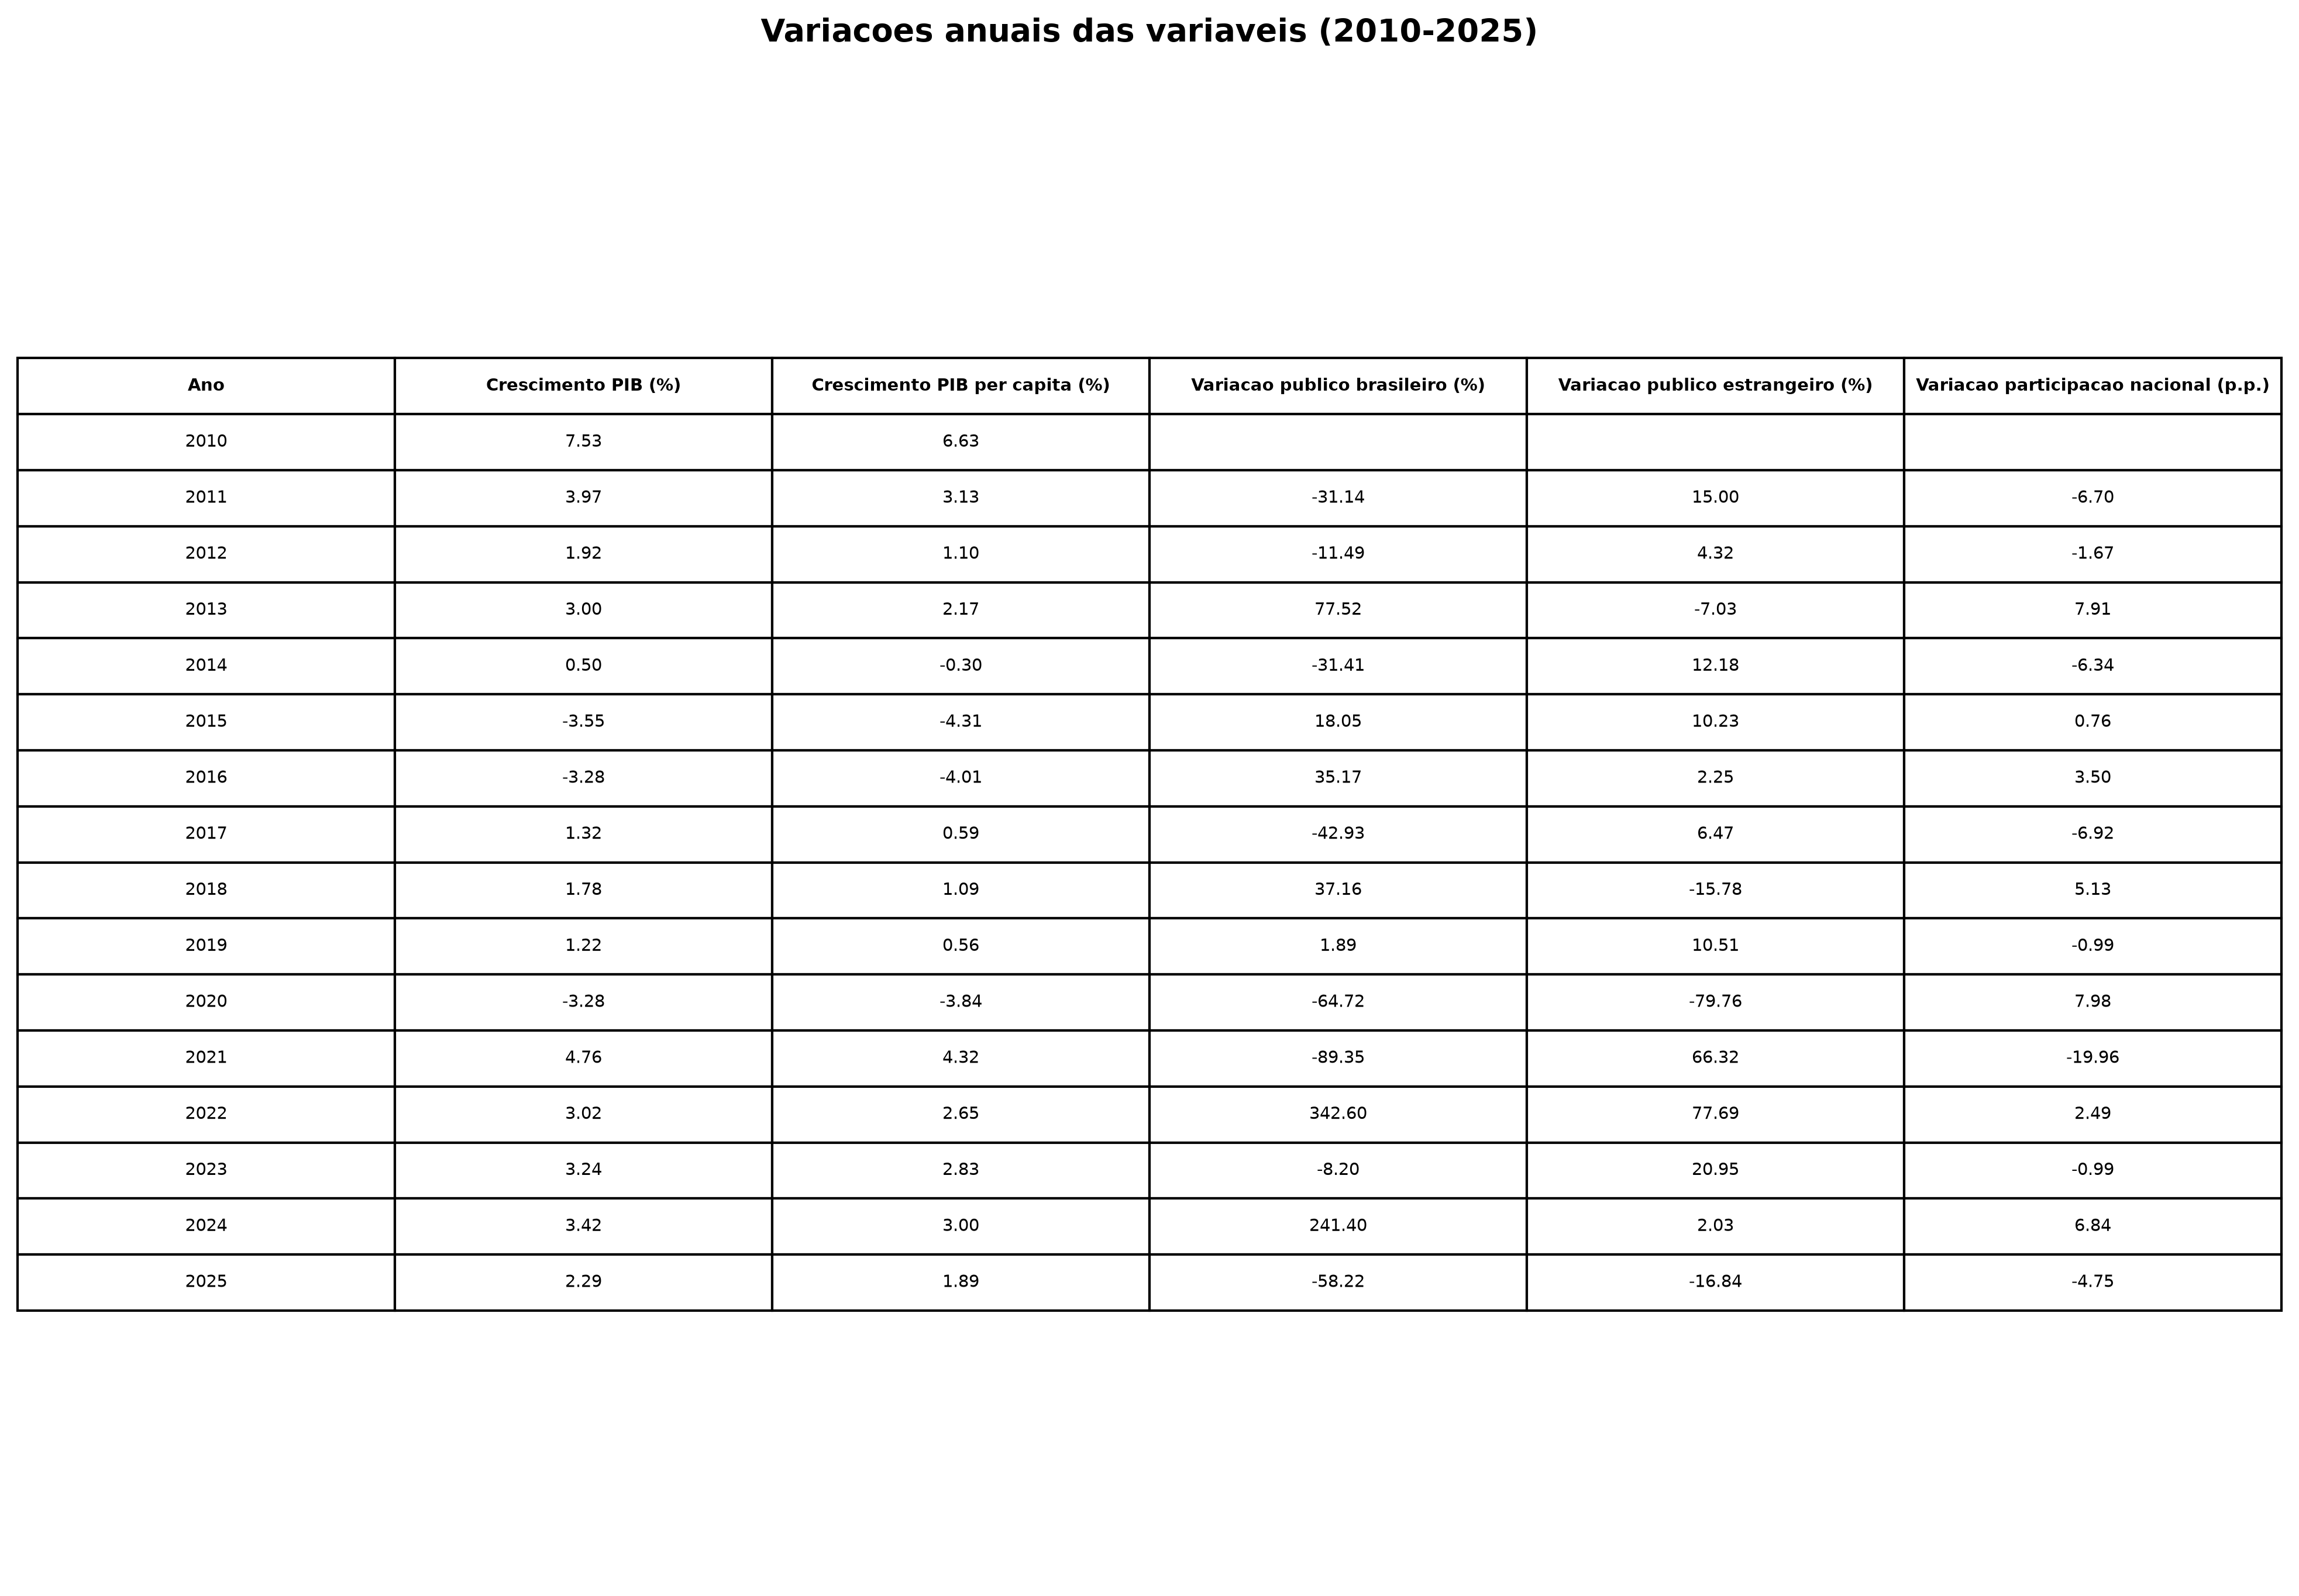 Variacoes anuais das variaveis (2010-2025)
Ano Crescimento PIB (%) Crescimento PIB per capita (%) Variacao publico brasileiro (%) Variacao publico estrangeiro (%) Variacao participacao nacional (p.p.)
2010 7.53 6.63
2011 3.97 3.13 -31.14 15.00 -6.70
2012 1.92 1.10 -11.49 4.32 -1.67
2013 3.00 2.17 77.52 -7.03 7.91
2014 0.50 -0.30 -31.41 12.18 -6.34
2015 -3.55 -4.31 18.05 10.23 0.76
2016 -3.28 -4.01 35.17 2.25 3.50
2017 1.32 0.59 -42.93 6.47 -6.92
2018 1.78 1.09 37.16 -15.78 5.13
2019 1.22 0.56 1.89 10.51 -0.99
2020 -3.28 -3.84 -64.72 -79.76 7.98
2021 4.76 4.32 -89.35 66.32 -19.96
2022 3.02 2.65 342.60 77.69 2.49
2023 3.24 2.83 -8.20 20.95 -0.99
2024 3.42 3.00 241.40 2.03 6.84
2025 2.29 1.89 -58.22 -16.84 -4.75